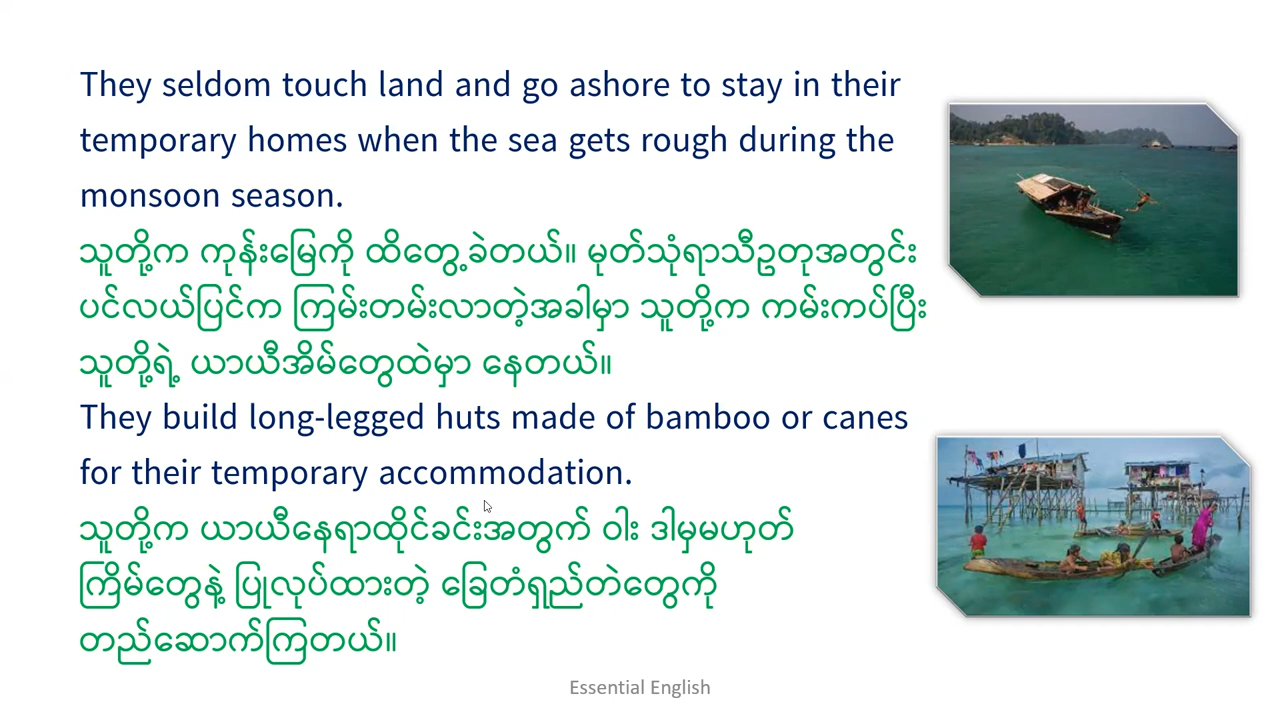 They seldom touch land and go ashore to stay in their
temporary homes when the sea gets rough during the
monsoon season.
သူတို့က ကုန်းမြေကို ထိတွေ့ခဲတယ်။ မုတ်သုံရာသီဥတုအတွင်း
ပင်လယ်ပြင်က ကြမ်းတမ်းလာတဲ့အခါမှာ သူတို့က ကမ်းကပ်ပြီး
သူတို့ရဲ့ ယာယီအိမ်တွေထဲမှာ နေတယ်။
They build long-legged huts made of bamboo or canes
for their temporary accommodation.
သူတို့က ယာယီနေရာထိုင်ခင်းအတွက် ဝါး ဒါမှမဟုတ်
ကြိမ်တွေနဲ့ ပြုလုပ်ထားတဲ့ ခြေတံရှည်တဲတွေကို
တည်ဆောက်ကြတယ်။
Essential English